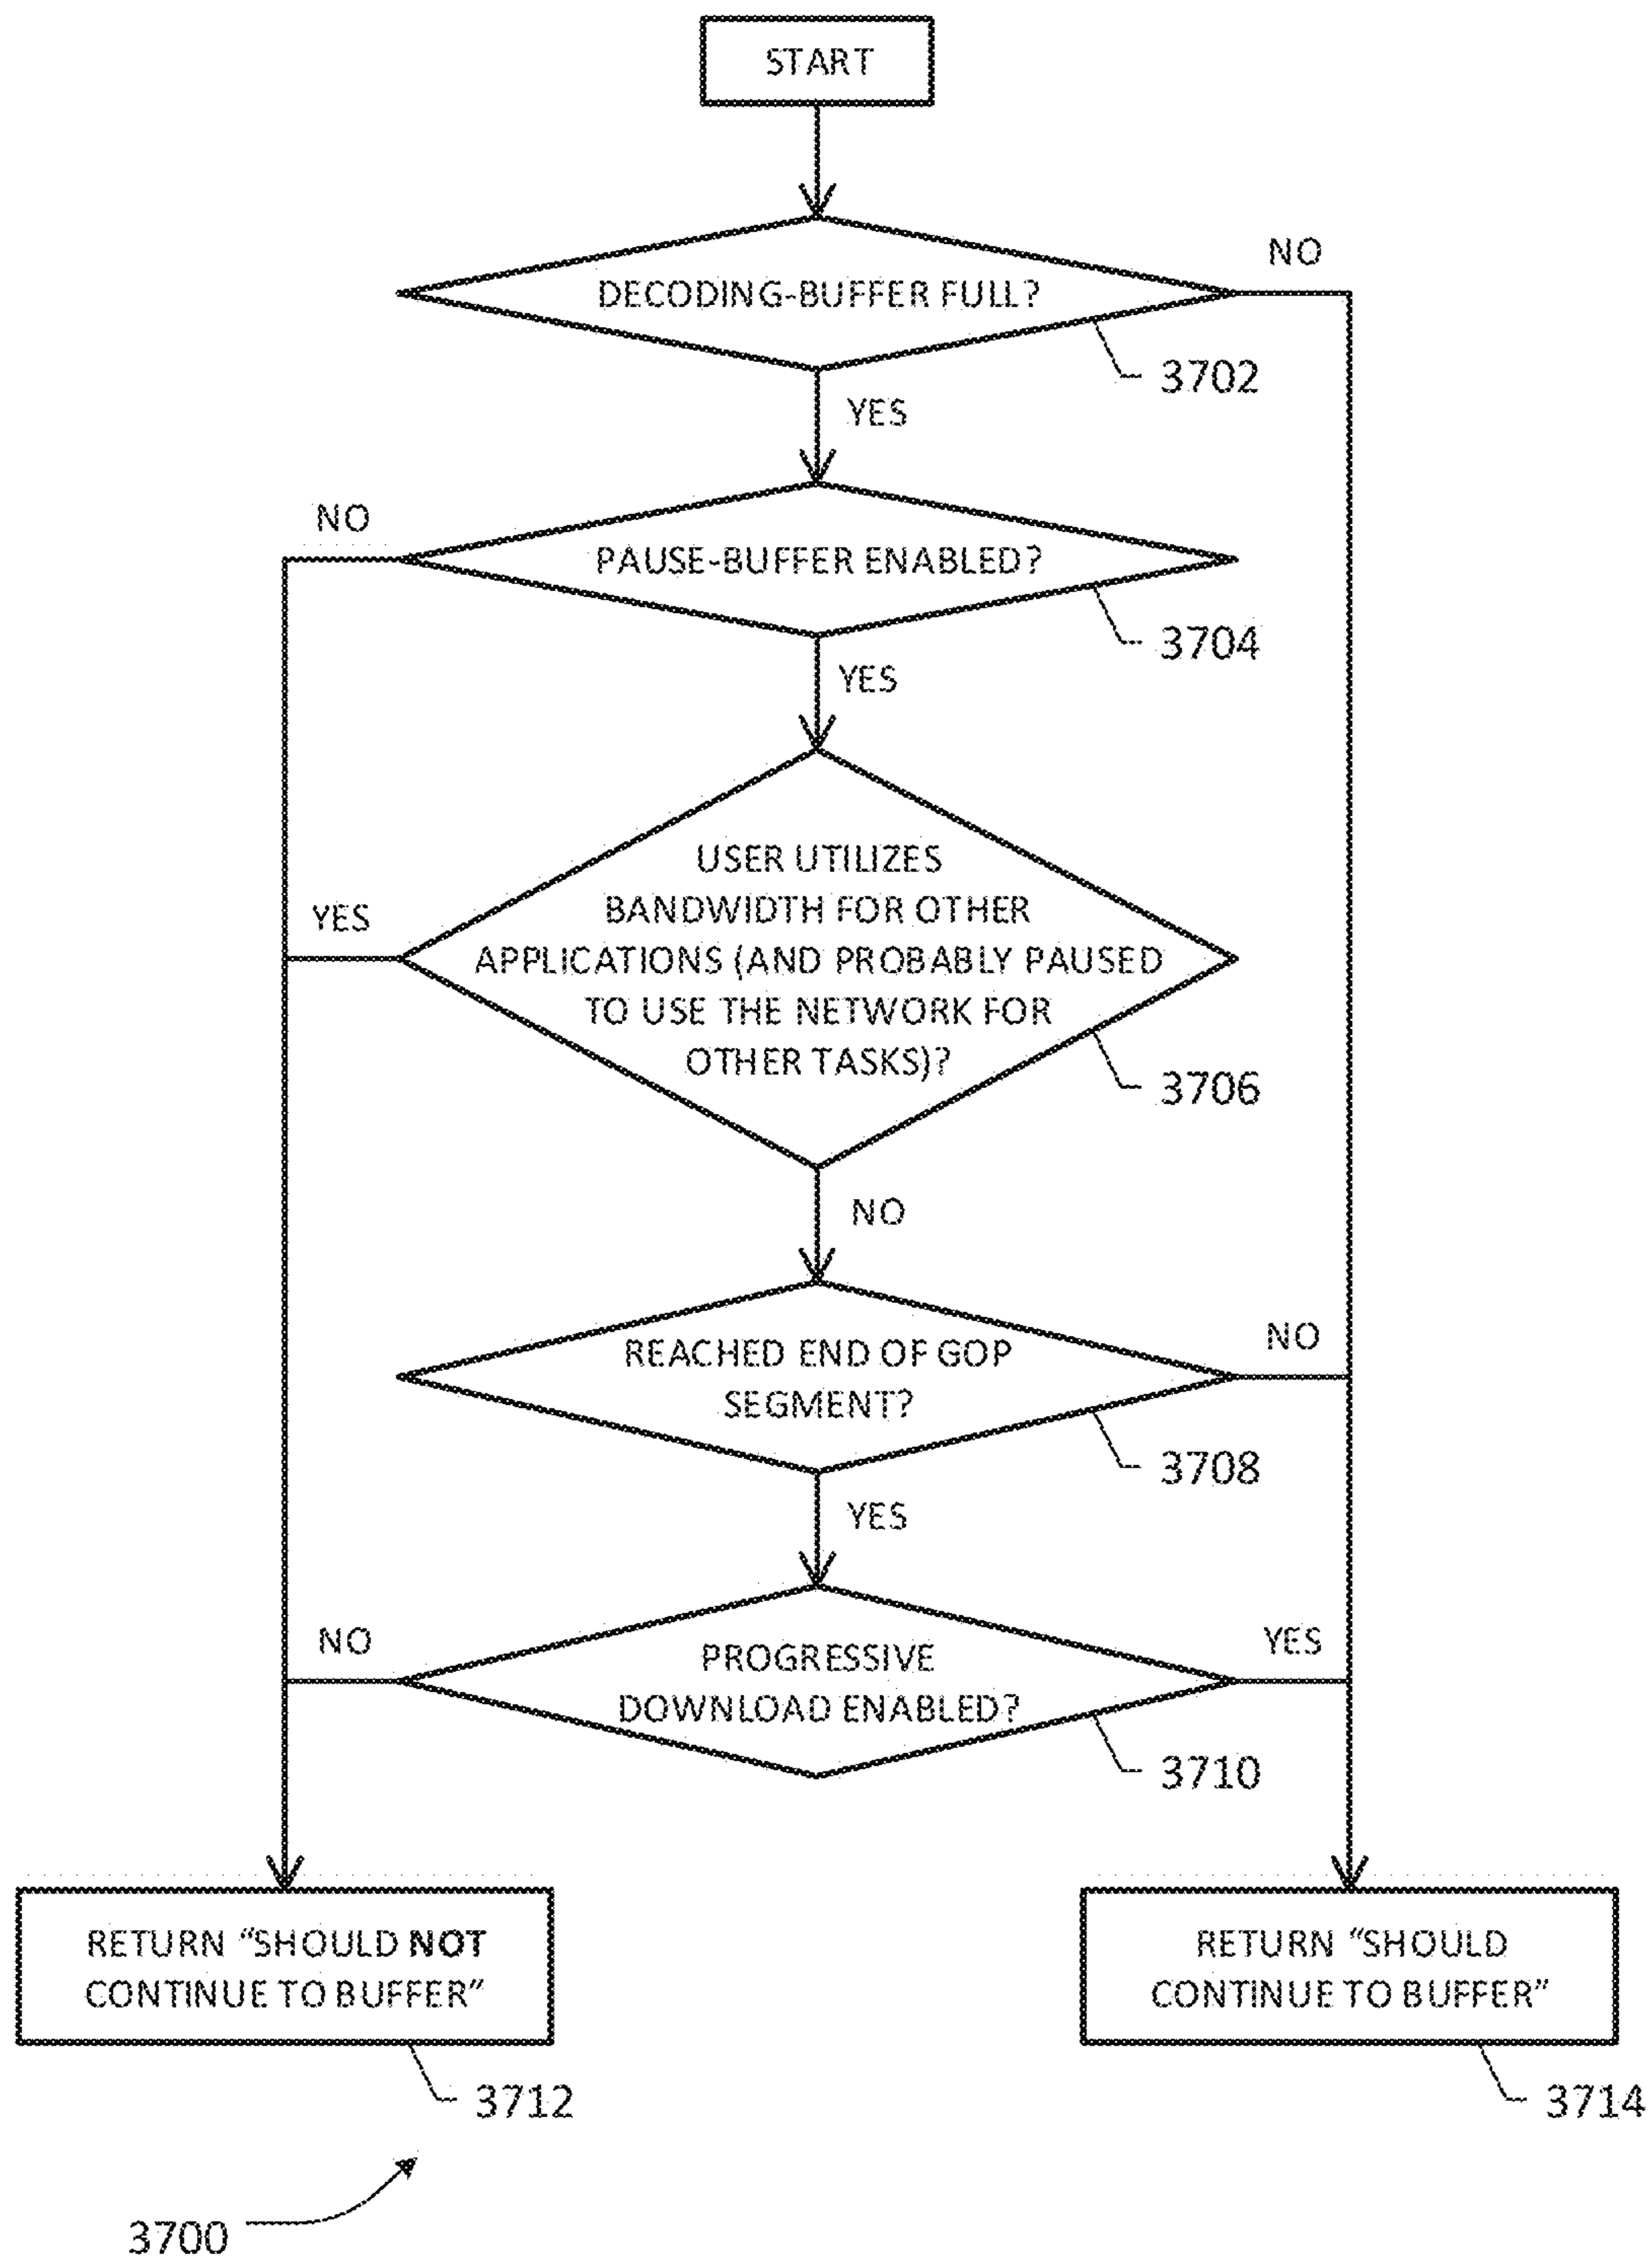 START
NO
DECODING-BUFFER FULL?
3702
YES
NO
PAUSE-BUFFER ENABLED?
3704
YES
USER UTILIZES
BANDWIDTH FOR OTHER
YES
APPLICATIONS (AND PROBABLY PAUSED
TO USE THE NETWORK FOR
OTHER TASKS)?
3706
NO
REACHED END OF GOP
NO
SEGMENT?
3708
YES
NO
PROGRESSIVE
YES
DOWNLOAD ENABLED?
3710
RETURN “SHOULD NOT
CONTINUE TO BUFFER”
RETURN “SHOULD
CONTINUE TO BUFFER”
3712
3714
3700